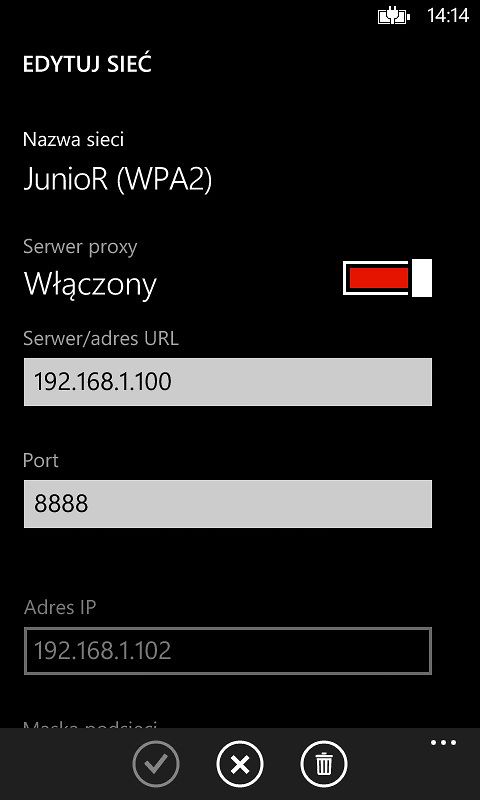 14:14
EDYTUJ SIEĆ
Nazwa sieci
JunioR (WPA2)
Serwer proxy
Włączony
Serwer/adres URL
192.168.1.100
Port
8888
Adres IP
192.168.1.102
Maska podsieci